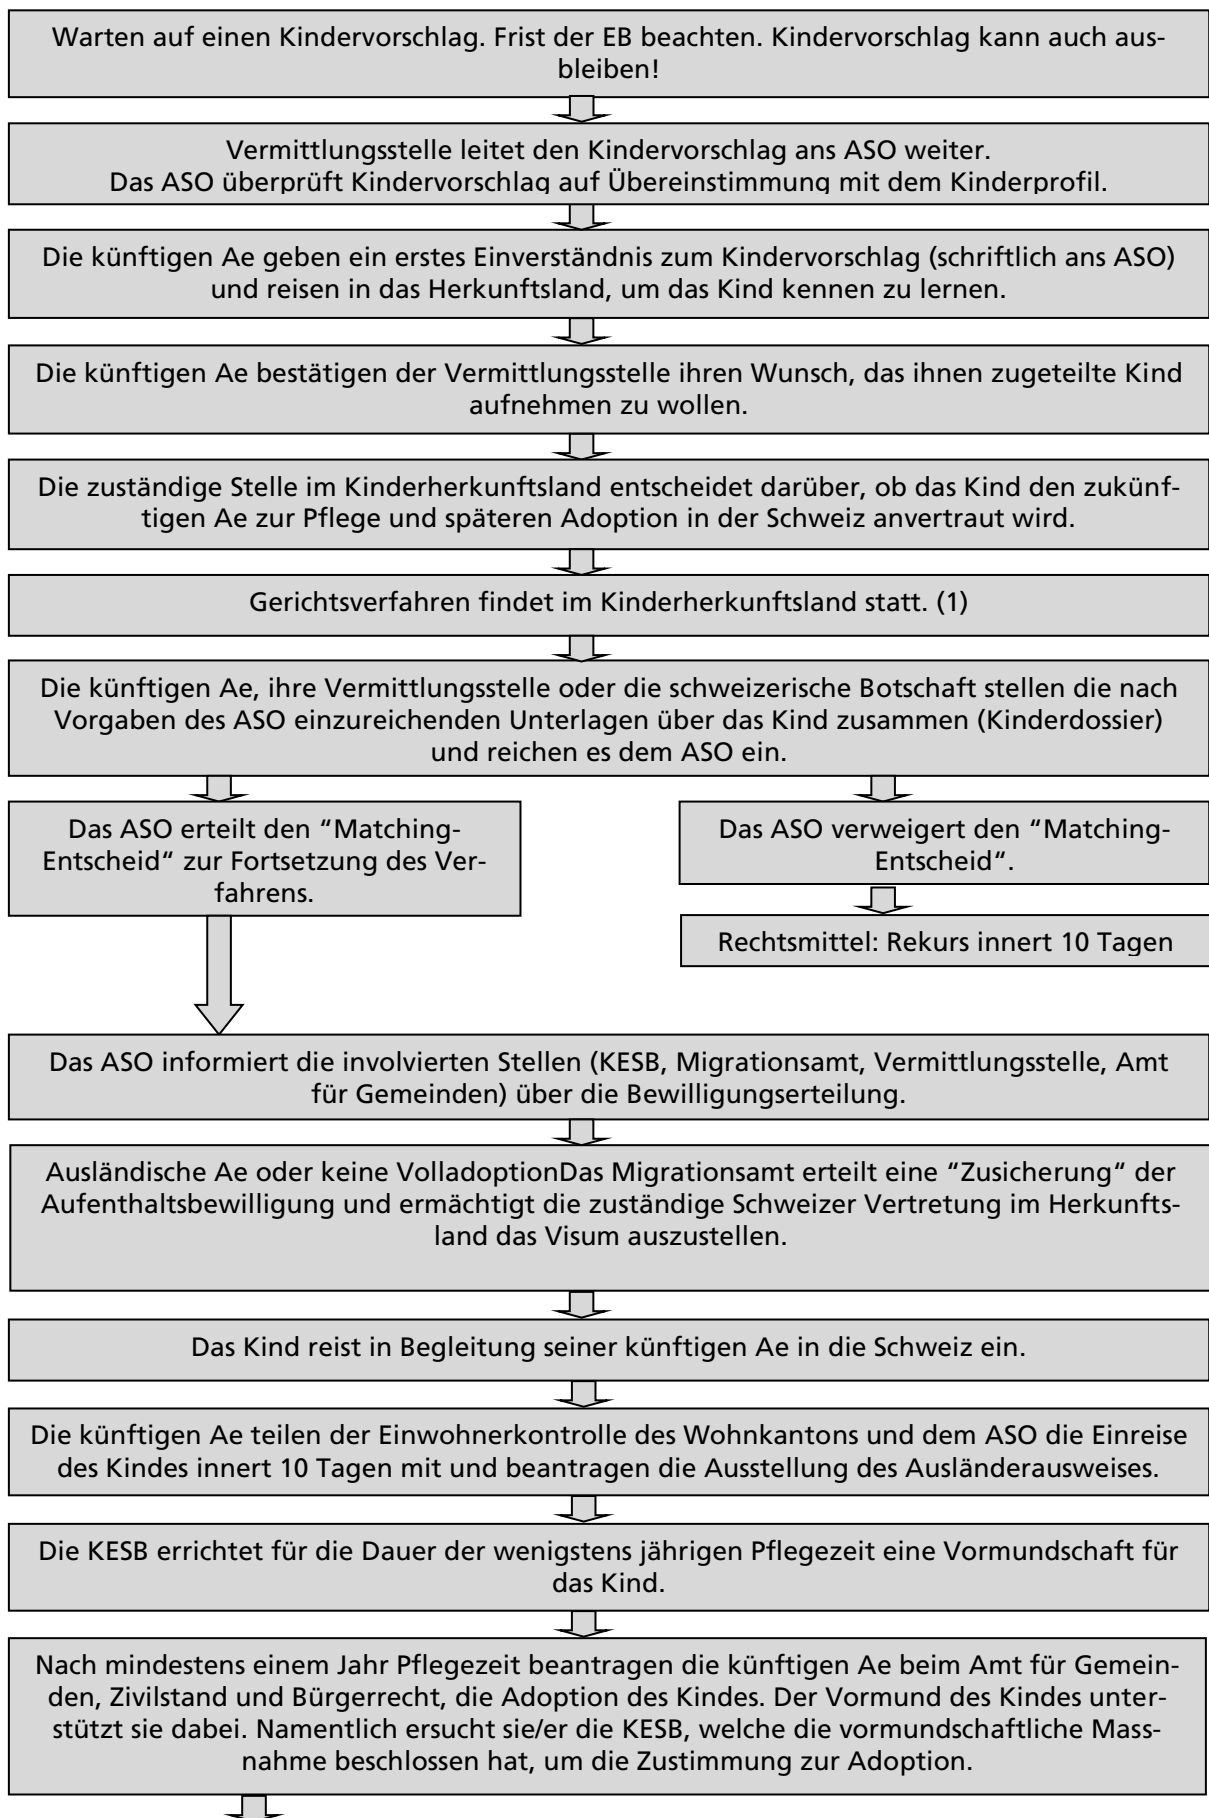 Warten auf einen Kindervorschlag. Frist der EB beachten. Kindervorschlag kann auch aus-
bleiben!
Vermittlungsstelle leitet den Kindervorschlag ans ASO weiter.
Das ASO überprüft Kindervorschlag auf Übereinstimmung mit dem Kinderprofil.
Die künftigen Ae geben ein erstes Einverständnis zum Kindervorschlag (schriftlich ans ASO)
und reisen in das Herkunftsland, um das Kind kennen zu lernen.
Die künftigen Ae bestätigen der Vermittlungsstelle ihren Wunsch, das ihnen zugeteilte Kind
aufnehmen zu wollen.
Die zuständige Stelle im Kinderherkunftsland entscheidet darüber, ob das Kind den zukünf-
tigen Ae zur Pflege und späteren Adoption in der Schweiz anvertraut wird.
Gerichtsverfahren findet im Kinderherkunftsland statt. (1)
Die künftigen Ae, ihre Vermittlungsstelle oder die schweizerische Botschaft stellen die nach
Vorgaben des ASO einzureichenden Unterlagen über das Kind zusammen (Kinderdossier)
und reichen es dem ASO ein.
Das ASO erteilt den “Matching-
Entscheid“ zur Fortsetzung des Ver-
fahrens.
Das ASO verweigert den “Matching-
Entscheid“.
Rechtsmittel: Rekurs innert 10 Tagen
Das ASO informiert die involvierten Stellen (KESB, Migrationsamt, Vermittlungsstelle, Amt
für Gemeinden) über die Bewilligungserteilung.
Ausländische Ae oder keine VolladoptionDas Migrationsamt erteilt eine “Zusicherung“ der
Aufenthaltsbewilligung und ermächtigt die zuständige Schweizer Vertretung im Herkunfts-
land das Visum auszustellen.
Das Kind reist in Begleitung seiner künftigen Ae in die Schweiz ein.
Die künftigen Ae teilen der Einwohnerkontrolle des Wohnkantons und dem ASO die Einreise
des Kindes innert 10 Tagen mit und beantragen die Ausstellung des Ausländerausweises.
Die KESB errichtet für die Dauer der wenigstens jährigen Pflegezeit eine Vormundschaft für
das Kind.
Nach mindestens einem Jahr Pflegezeit beantragen die künftigen Ae beim Amt für Gemein-
den, Zivilstand und Bürgerrecht, die Adoption des Kindes. Der Vormund des Kindes unter-
stützt sie dabei. Namentlich ersucht sie/er die KESB, welche die vormundschaftliche Mass-
nahme beschlossen hat, um die Zustimmung zur Adoption.